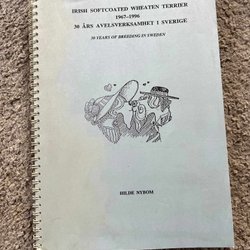 IRISH SOFTCOATED WHEATEN TERRIER
1967-1996
30 ÅRS AVELSVERKSAMHET I SVERIGE
30 YEARS OF BREEDING IN SWEDEN
HILDE NYBOM